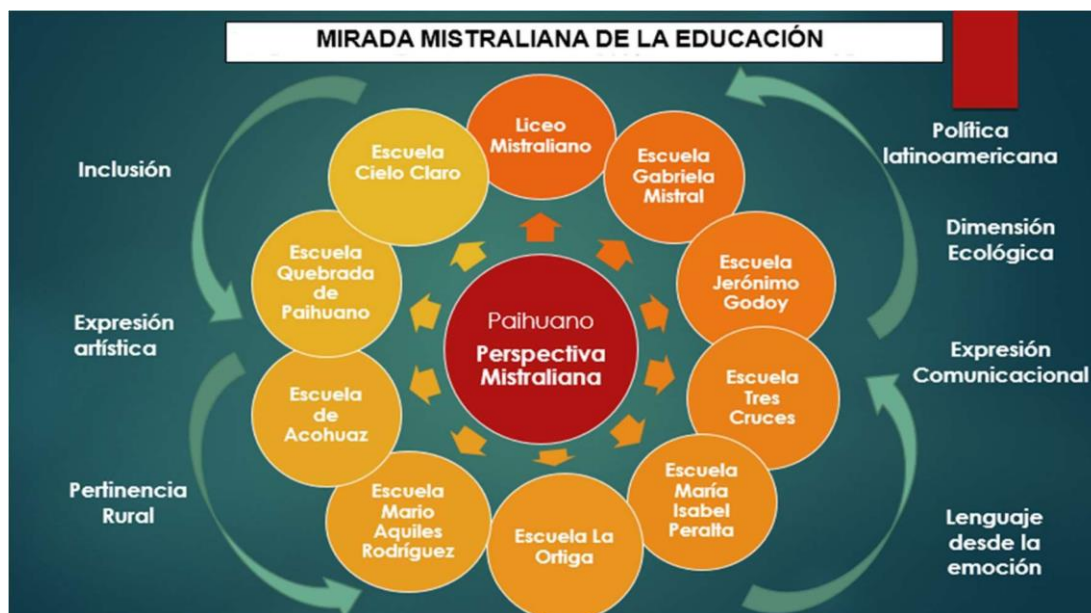 MIRADA MISTRALIANA DE LA EDUCACIÓN
Inclusión
Expresión
artística
Pertinencia
Rural
Liceo
Mistraliano
Escuela
Gabriela
Mistral
Escuela
Jerónimo
Godoy
Escuela
Tres
Cruces
Escuela
María
Isabel
Peralta
Escuela La
Ortiga
Escuela
Mario
Aquiles
Rodríguez
Escuela
de
Acohuaz
Escuela
Quebrada
de
Paihuano
Escuela
Cielo Claro
Paihuano
Perspectiva
Mistraliana
Política
latinoamericana
Dimensión
Ecológica
Expresión
Comunicacional
Lenguaje
desde la
emoción